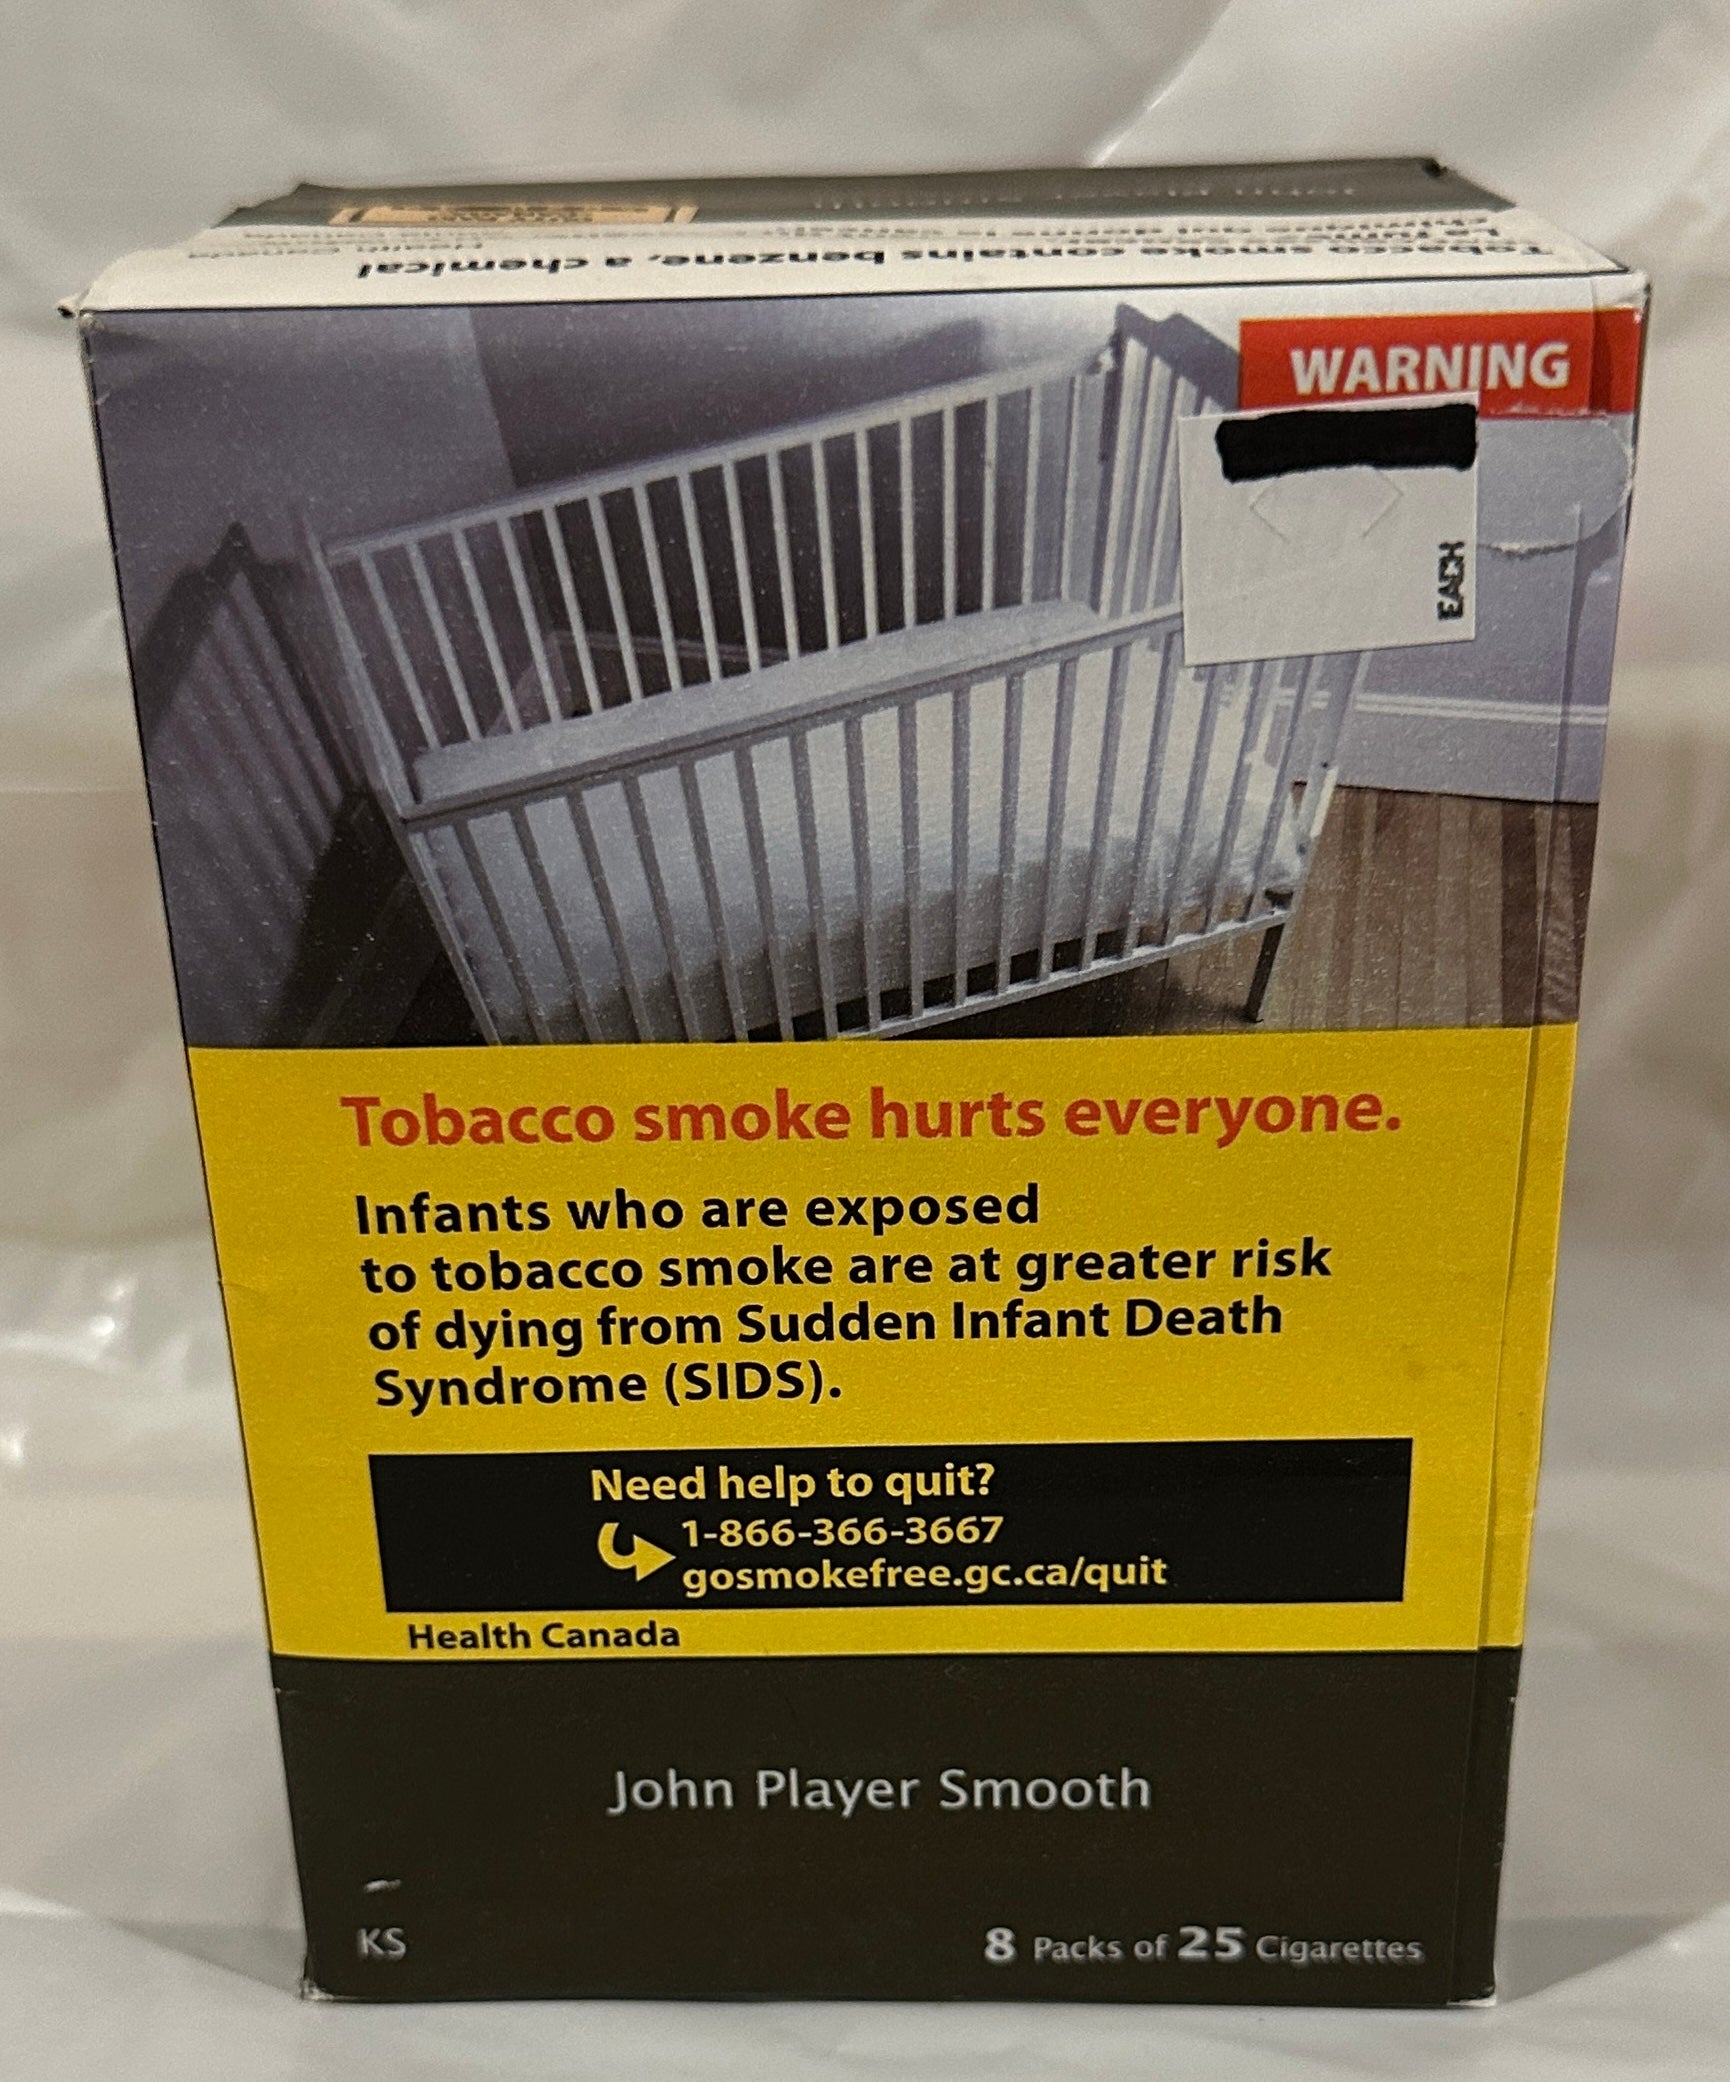 Tobacco smoke contains benzene, a chemical
Health Canada
WARNING
EACH
Tobacco smoke hurts everyone.
Infants who are exposed
to tobacco smoke are at greater risk
of dying from Sudden Infant Death
Syndrome (SIDS).
Need help to quit?
1-866-366-3667
gosmokefree.gc.ca/quit
Health Canada
John Player Smooth
KS
8 Packs of 25 Cigarettes